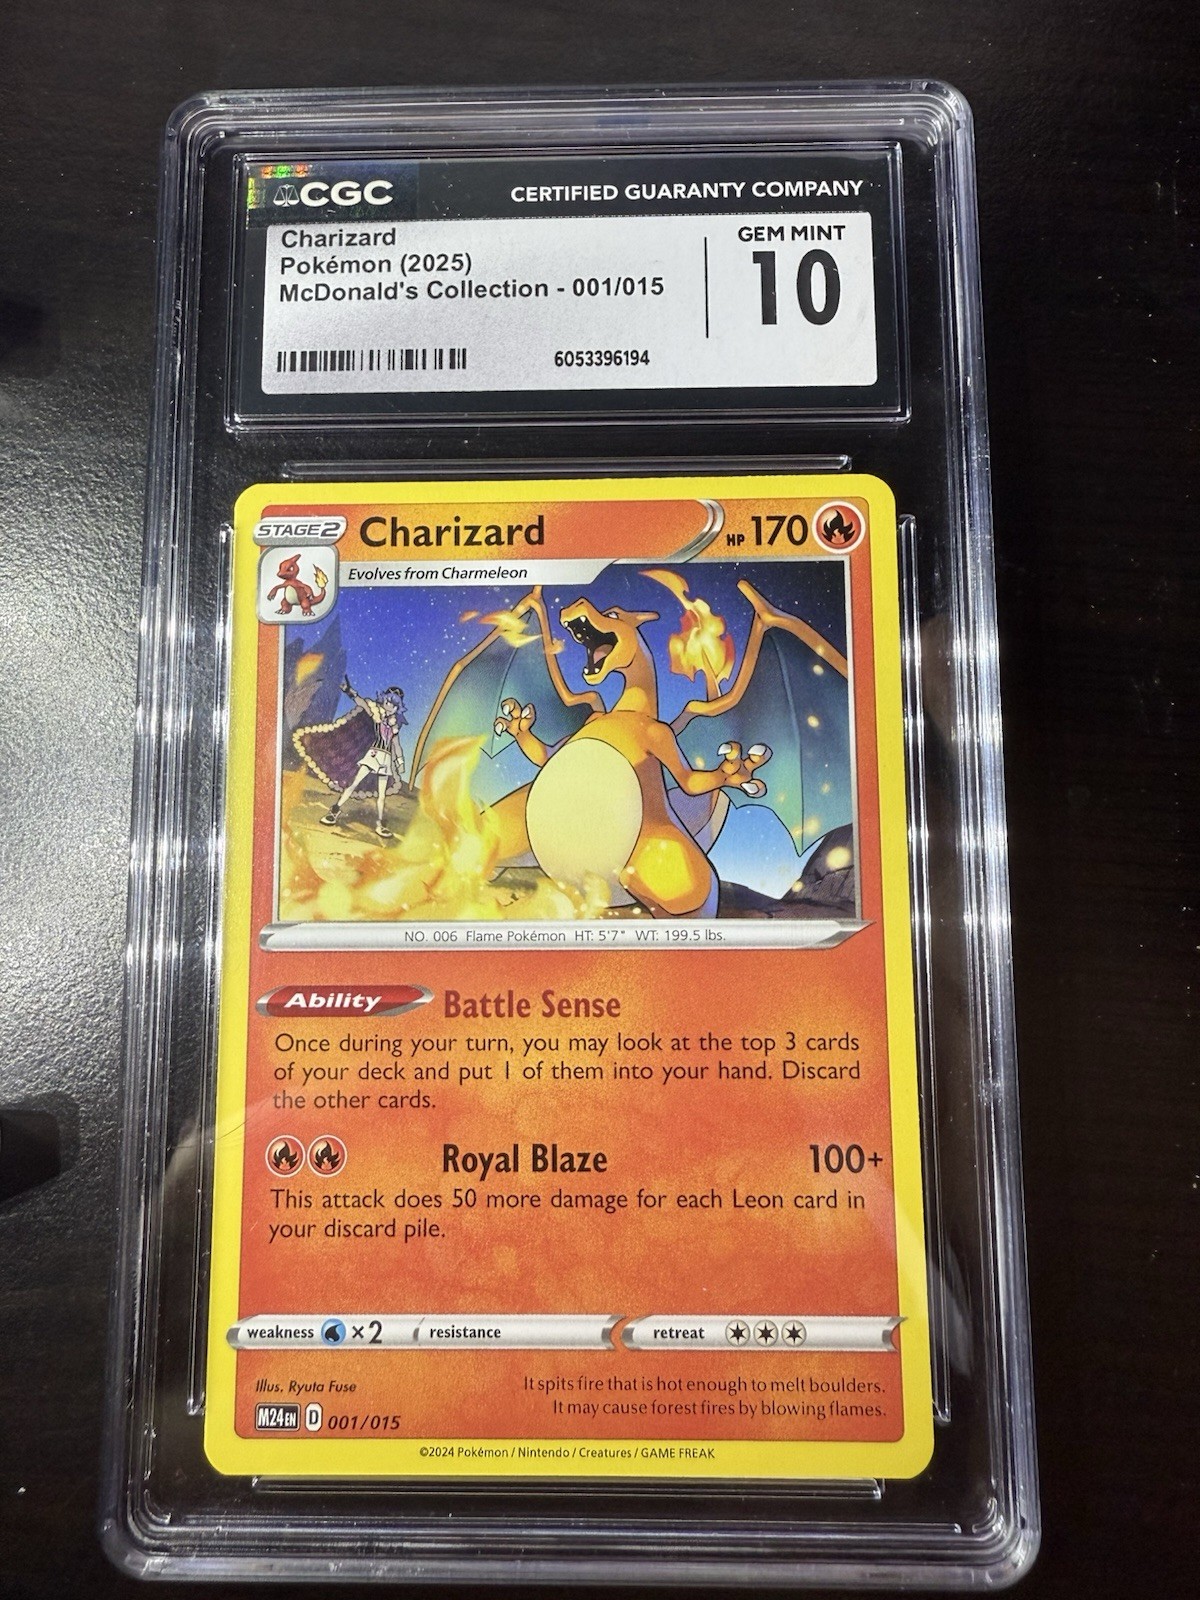 CGC
CERTIFIED GUARANTY COMPANY
Charizard
Pokémon (2025)
McDonald's Collection - 001/015
GEM MINT
10
6053396194
STAGE 2
Charizard
HP 170
Evolves from Charmeleon
NO. 006 Flame Pokémon HT: 5'7" WT: 199.5 lbs.
Ability Battle Sense
Once during your turn, you may look at the top 3 cards
of your deck and put 1 of them into your hand. Discard
the other cards.
Royal Blaze 100+
This attack does 50 more damage for each Leon card in
your discard pile.
weakness ×2 resistance retreat
Illus. Ryuta Fuse
It spits fire that is hot enough to melt boulders.
It may cause forest fires by blowing flames.
M24 EN D 001/015
©2024 Pokémon / Nintendo / Creatures / GAME FREAK